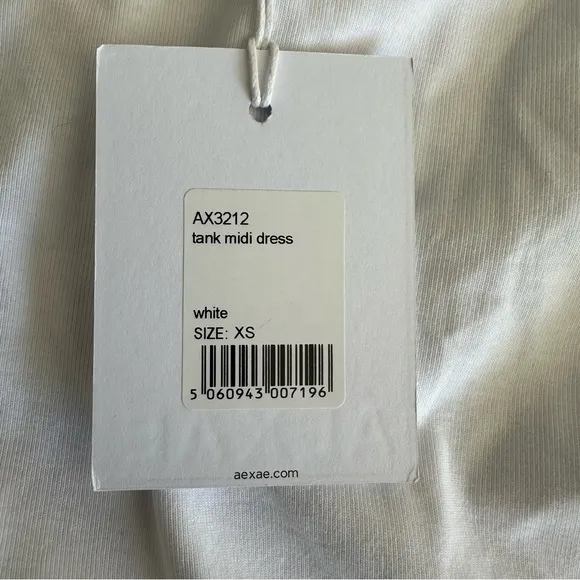 AX3212
tank midi dress
white
SIZE: XS
5 060943 007196
aexae.com